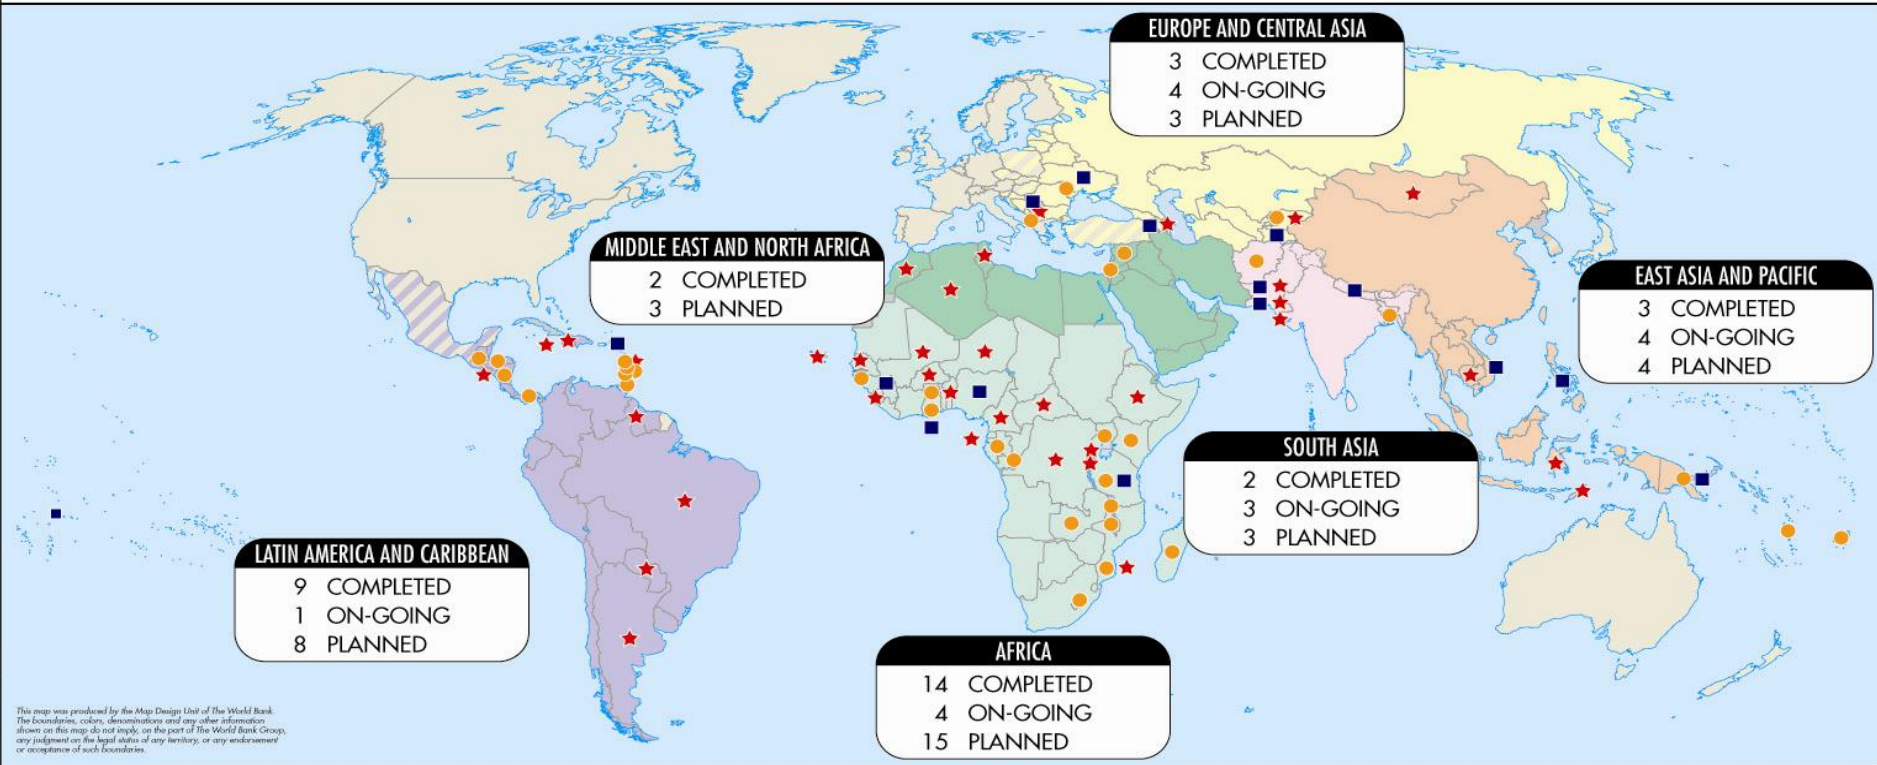 EUROPE AND CENTRAL ASIA
3 COMPLETED
4 ON-GOING
3 PLANNED
MIDDLE EAST AND NORTH AFRICA
2 COMPLETED
3 PLANNED
EAST ASIA AND PACIFIC
3 COMPLETED
4 ON-GOING
4 PLANNED
SOUTH ASIA
2 COMPLETED
3 ON-GOING
3 PLANNED
LATIN AMERICA AND CARIBBEAN
9 COMPLETED
1 ON-GOING
8 PLANNED
AFRICA
14 COMPLETED
4 ON-GOING
15 PLANNED
This map was produced by the Map Design Unit of The World Bank.
The boundaries, colors, denominations and any other information
shown on this map do not imply, on the part of The World Bank Group,
any judgment on the legal status of any territory, or any endorsement
or acceptance of such boundaries.